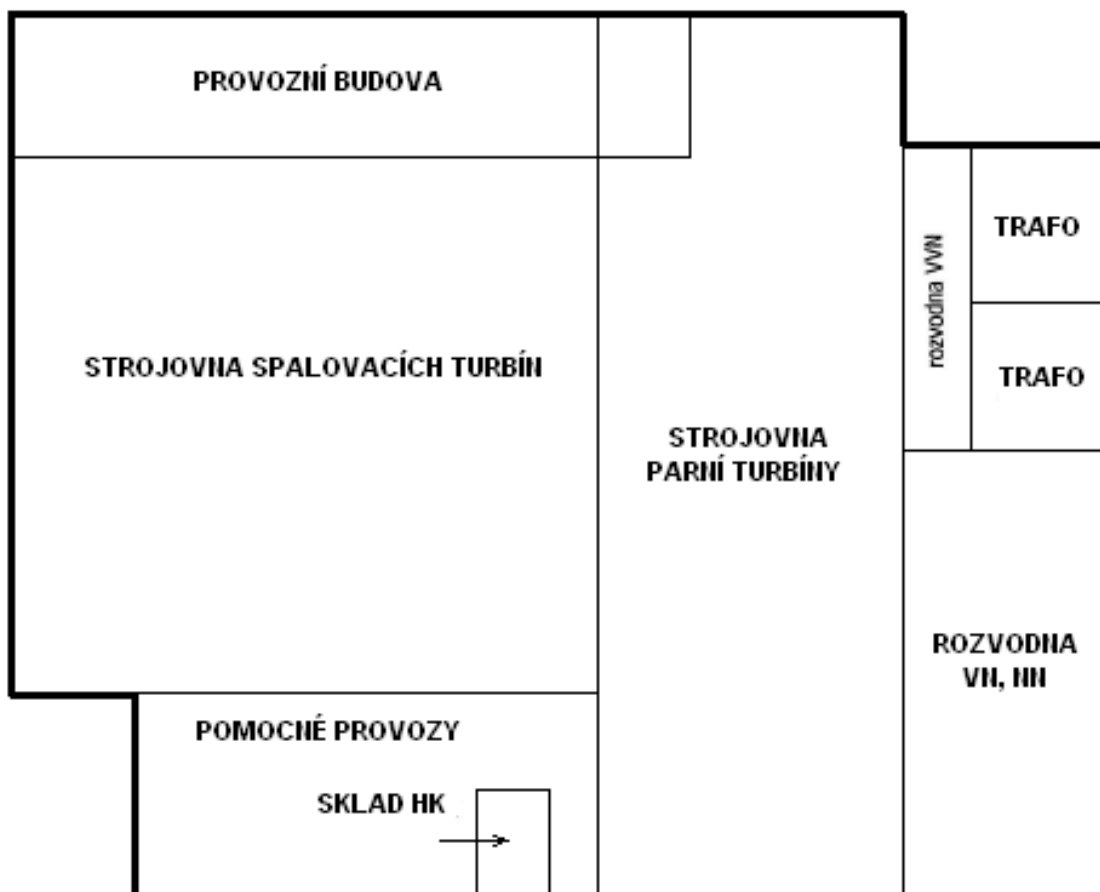 PROVOZNÍ BUDOVA
TRAFO
rozvodna VVN
STROJOVNA SPALOVACÍCH TURBÍN
TRAFO
STROJOVNA
PARNÍ TURBÍNY
ROZVODNA
VN, NN
POMOCNÉ PROVOZY
SKLAD HK